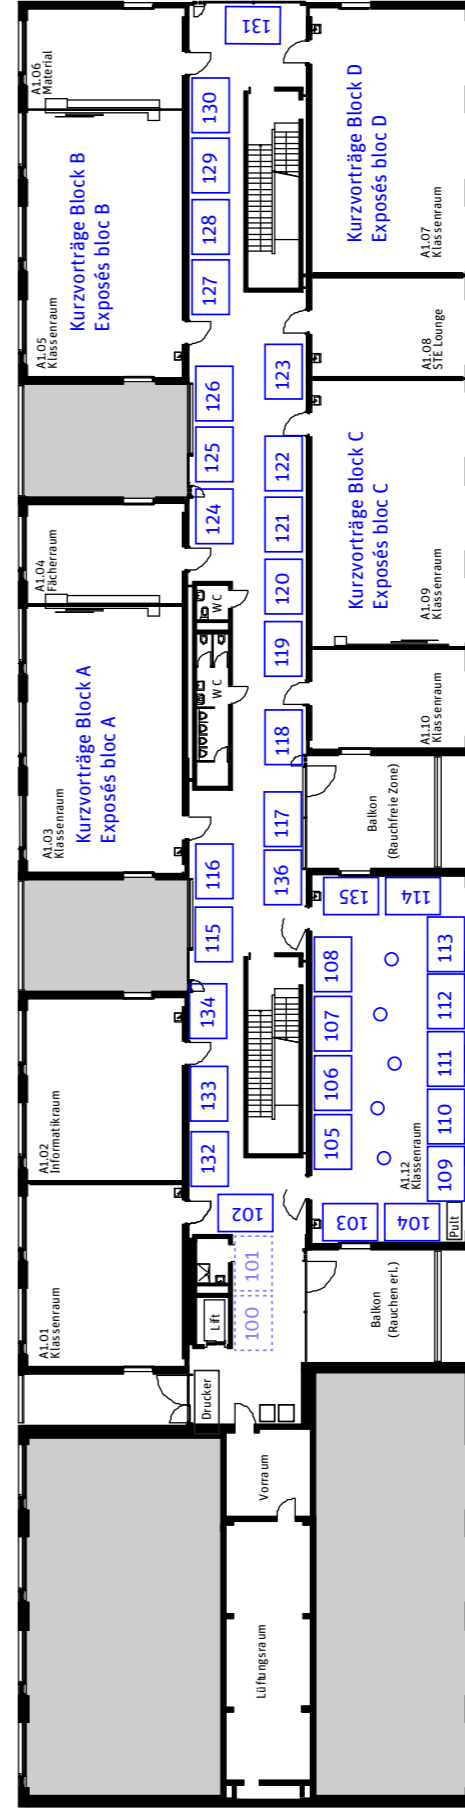 A1.06
Material
A1.05
Klassenraum
Kurzvorträge Block B
Exposés bloc B
A1.04
Fächerraum
A1.03
Klassenraum
Kurzvorträge Block A
Exposés bloc A
A1.02
Informatikraum
A1.01
Klassenraum
131
130
129
128
127
126
125
124
123
122
121
120
119
118
117
136
116
115
134
133
132
102
101
100
WC
WC
Lift
Drucker
Vorraum
Lüftungsraum
Kurzvorträge Block D
Exposés bloc D
A1.07
Klassenraum
A1.08
STE Lounge
Kurzvorträge Block C
Exposés bloc C
A1.09
Klassenraum
A1.10
Klassenraum
Balkon
(Rauchfreie Zone)
135
114
108
107
106
105
113
112
111
110
109
103
104
A1.12
Klassenraum
Pult
Balkon
(Rauchen erl.)